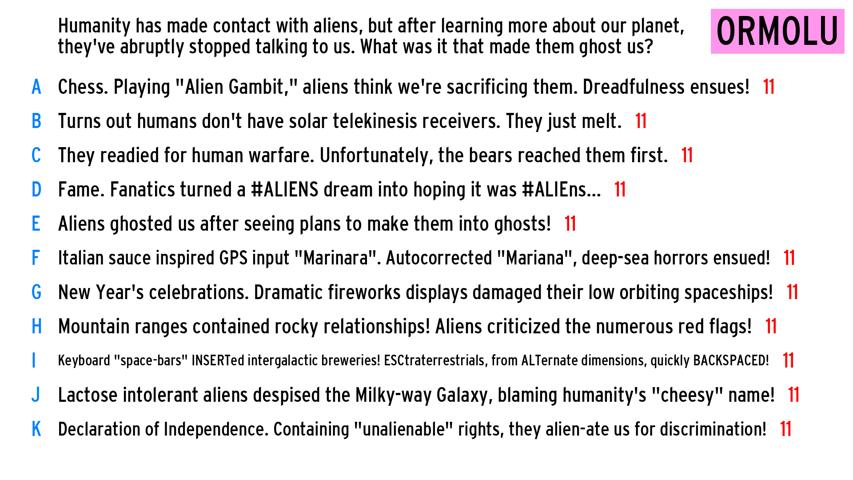 Humanity has made contact with aliens, but after learning more about our planet,
they've abruptly stopped talking to us. What was it that made them ghost us?
ORMOLU
A Chess. Playing "Alien Gambit," aliens think we're sacrificing them. Dreadfulness ensues! 11
B Turns out humans don't have solar telekinesis receivers. They just melt. 11
C They readied for human warfare. Unfortunately, the bears reached them first. 11
D Fame. Fanatics turned a #ALIENS dream into hoping it was #ALIEns... 11
E Aliens ghosted us after seeing plans to make them into ghosts! 11
F Italian sauce inspired GPS input "Marinara". Autocorrected "Mariana", deep-sea horrors ensued! 11
G New Year's celebrations. Dramatic fireworks displays damaged their low orbiting spaceships! 11
H Mountain ranges contained rocky relationships! Aliens criticized the numerous red flags! 11
I Keyboard "space-bars" INSERTed intergalactic breweries! ESCtraterrestrials, from ALTernate dimensions, quickly BACKSPACED! 11
J Lactose intolerant aliens despised the Milky-way Galaxy, blaming humanity's "cheesy" name! 11
K Declaration of Independence. Containing "unalienable" rights, they alien-ate us for discrimination! 11